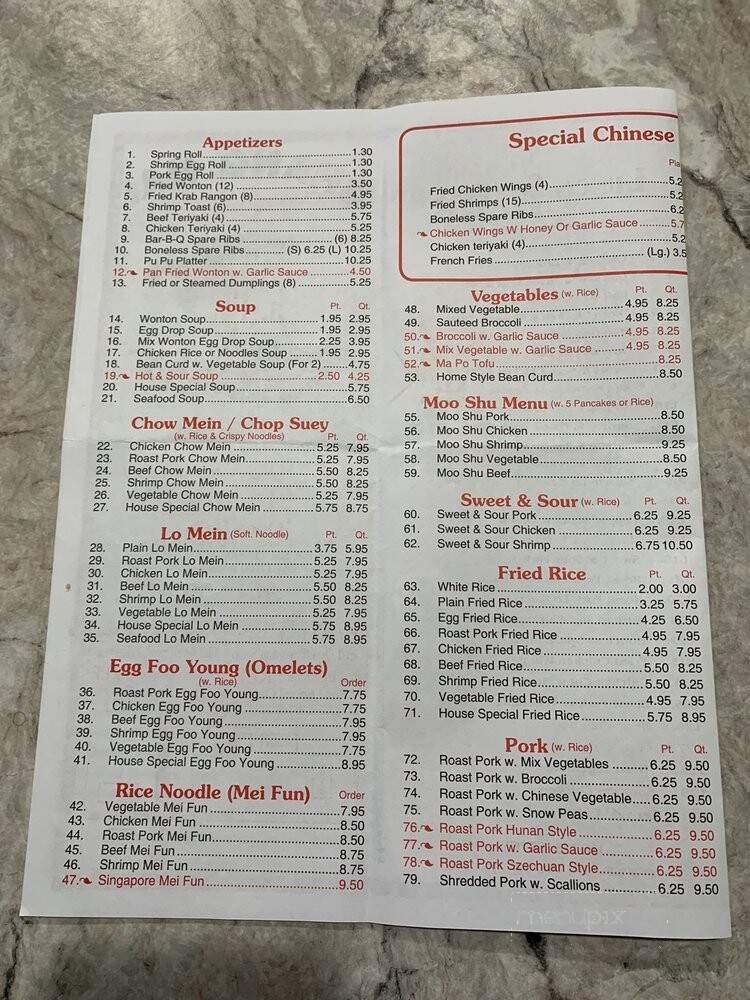 Appetizers
1. Spring Roll 1.30
2. Shrimp Egg Roll 1.30
3. Pork Egg Roll 1.30
4. Fried Wonton (12) 3.50
5. Fried Krab Rangon (8) 4.95
6. Shrimp Toast (6) 3.95
7. Beef Teriyaki (4) 5.75
8. Chicken Teriyaki (4) 5.25
9. Bar-B-Q Spare Ribs (6) 8.25
10. Boneless Spare Ribs (S) 6.25 (L) 10.25
11. Pu Pu Platter 10.25
12. Pan Fried Wonton w. Garlic Sauce 4.50
13. Fried or Steamed Dumplings (8) 5.25
Soup Pt. Qt.
14. Wonton Soup 1.95 2.95
15. Egg Drop Soup 1.95 2.95
16. Mix Wonton Egg Drop Soup 2.25 3.95
17. Chicken Rice or Noodles Soup 1.95 2.95
18. Bean Curd w. Vegetable Soup (For 2) 4.75
19. Hot & Sour Soup 2.50 4.25
20. House Special Soup 5.75
21. Seafood Soup 6.50
Chow Mein / Chop Suey
(w. Rice & Crispy Noodles) Pt. Qt.
22. Chicken Chow Mein 5.25 7.95
23. Roast Pork Chow Mein 5.25 7.95
24. Beef Chow Mein 5.50 8.25
25. Shrimp Chow Mein 5.50 8.25
26. Vegetable Chow Mein 5.25 7.95
27. House Special Chow Mein 5.75 8.75
Lo Mein (Soft. Noodle) Pt. Qt.
28. Plain Lo Mein 3.75 5.95
29. Roast Pork Lo Mein 5.25 7.95
30. Chicken Lo Mein 5.25 7.95
31. Beef Lo Mein 5.50 8.25
32. Shrimp Lo Mein 5.50 8.25
33. Vegetable Lo Mein 5.25 7.95
34. House Special Lo Mein 5.75 8.95
35. Seafood Lo Mein 5.75 8.95
Egg Foo Young (Omelets)
(w. Rice) Order
36. Roast Pork Egg Foo Young 7.75
37. Chicken Egg Foo Young 7.75
38. Beef Egg Foo Young 7.95
39. Shrimp Egg Foo Young 7.95
40. Vegetable Egg Foo Young 7.75
41. House Special Egg Foo Young 8.95
Rice Noodle (Mei Fun) Order
42. Vegetable Mei Fun 7.95
43. Chicken Mei Fun 8.50
44. Roast Pork Mei Fun 8.50
45. Beef Mei Fun 8.75
46. Shrimp Mei Fun 8.75
47. Singapore Mei Fun 9.50
Special Chinese
Fried Chicken Wings (4) 5.2
Fried Shrimps (15) 5.2
Boneless Spare Ribs 6.2
Chicken Wings W Honey Or Garlic Sauce 5.7
Chicken teriyaki (4) 5.2
French Fries (Lg.) 3.5
Vegetables (w. Rice) Pt. Qt.
48. Mixed Vegetable 4.95 8.25
49. Sauteed Broccoli 4.95 8.25
50. Broccoli w. Garlic Sauce 4.95 8.25
51. Mix Vegetable w. Garlic Sauce 4.95 8.25
52. Ma Po Tofu 8.25
53. Home Style Bean Curd 8.50
Moo Shu Menu (w. 5 Pancakes or Rice)
55. Moo Shu Pork 8.50
56. Moo Shu Chicken 8.50
57. Moo Shu Shrimp 9.25
58. Moo Shu Vegetable 8.50
59. Moo Shu Beef 9.25
Sweet & Sour (w. Rice) Pt. Qt.
60. Sweet & Sour Pork 6.25 9.25
61. Sweet & Sour Chicken 6.25 9.25
62. Sweet & Sour Shrimp 6.75 10.50
Fried Rice Pt. Qt.
63. White Rice 2.00 3.00
64. Plain Fried Rice 3.25 5.75
65. Egg Fried Rice 4.25 6.50
66. Roast Pork Fried Rice 4.95 7.95
67. Chicken Fried Rice 4.95 7.95
68. Beef Fried Rice 5.50 8.25
69. Shrimp Fried Rice 5.50 8.25
70. Vegetable Fried Rice 4.95 7.95
71. House Special Fried Rice 5.75 8.95
Pork (w. Rice) Pt. Qt.
72. Roast Pork w. Mix Vegetables 6.25 9.50
73. Roast Pork w. Broccoli 6.25 9.50
74. Roast Pork w. Chinese Vegetable 6.25 9.50
75. Roast Pork w. Snow Peas 6.25 9.50
76. Roast Pork Hunan Style 6.25 9.50
77. Roast Pork w. Garlic Sauce 6.25 9.50
78. Roast Pork Szechuan Style 6.25 9.50
79. Shredded Pork w. Scallions 6.25 9.50